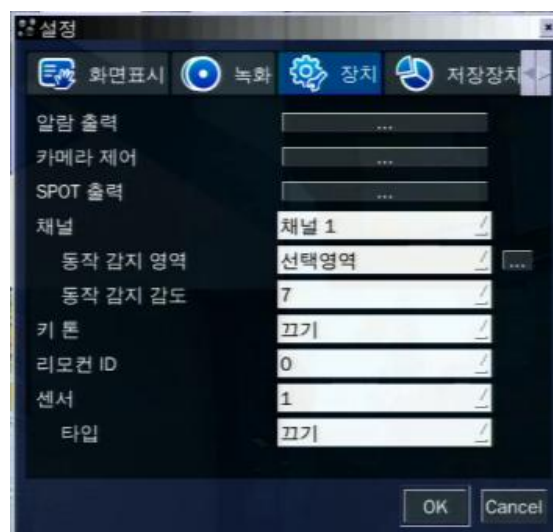 설정
화면표시 녹화 장치 저장장치
알람 출력 ...
카메라 제어 ...
SPOT 출력 ...
채널 채널 1
동작 감지 영역 선택영역 ...
동작 감지 감도 7
키 톤 끄기
리모컨 ID 0
센서 1
타입 끄기
OK Cancel